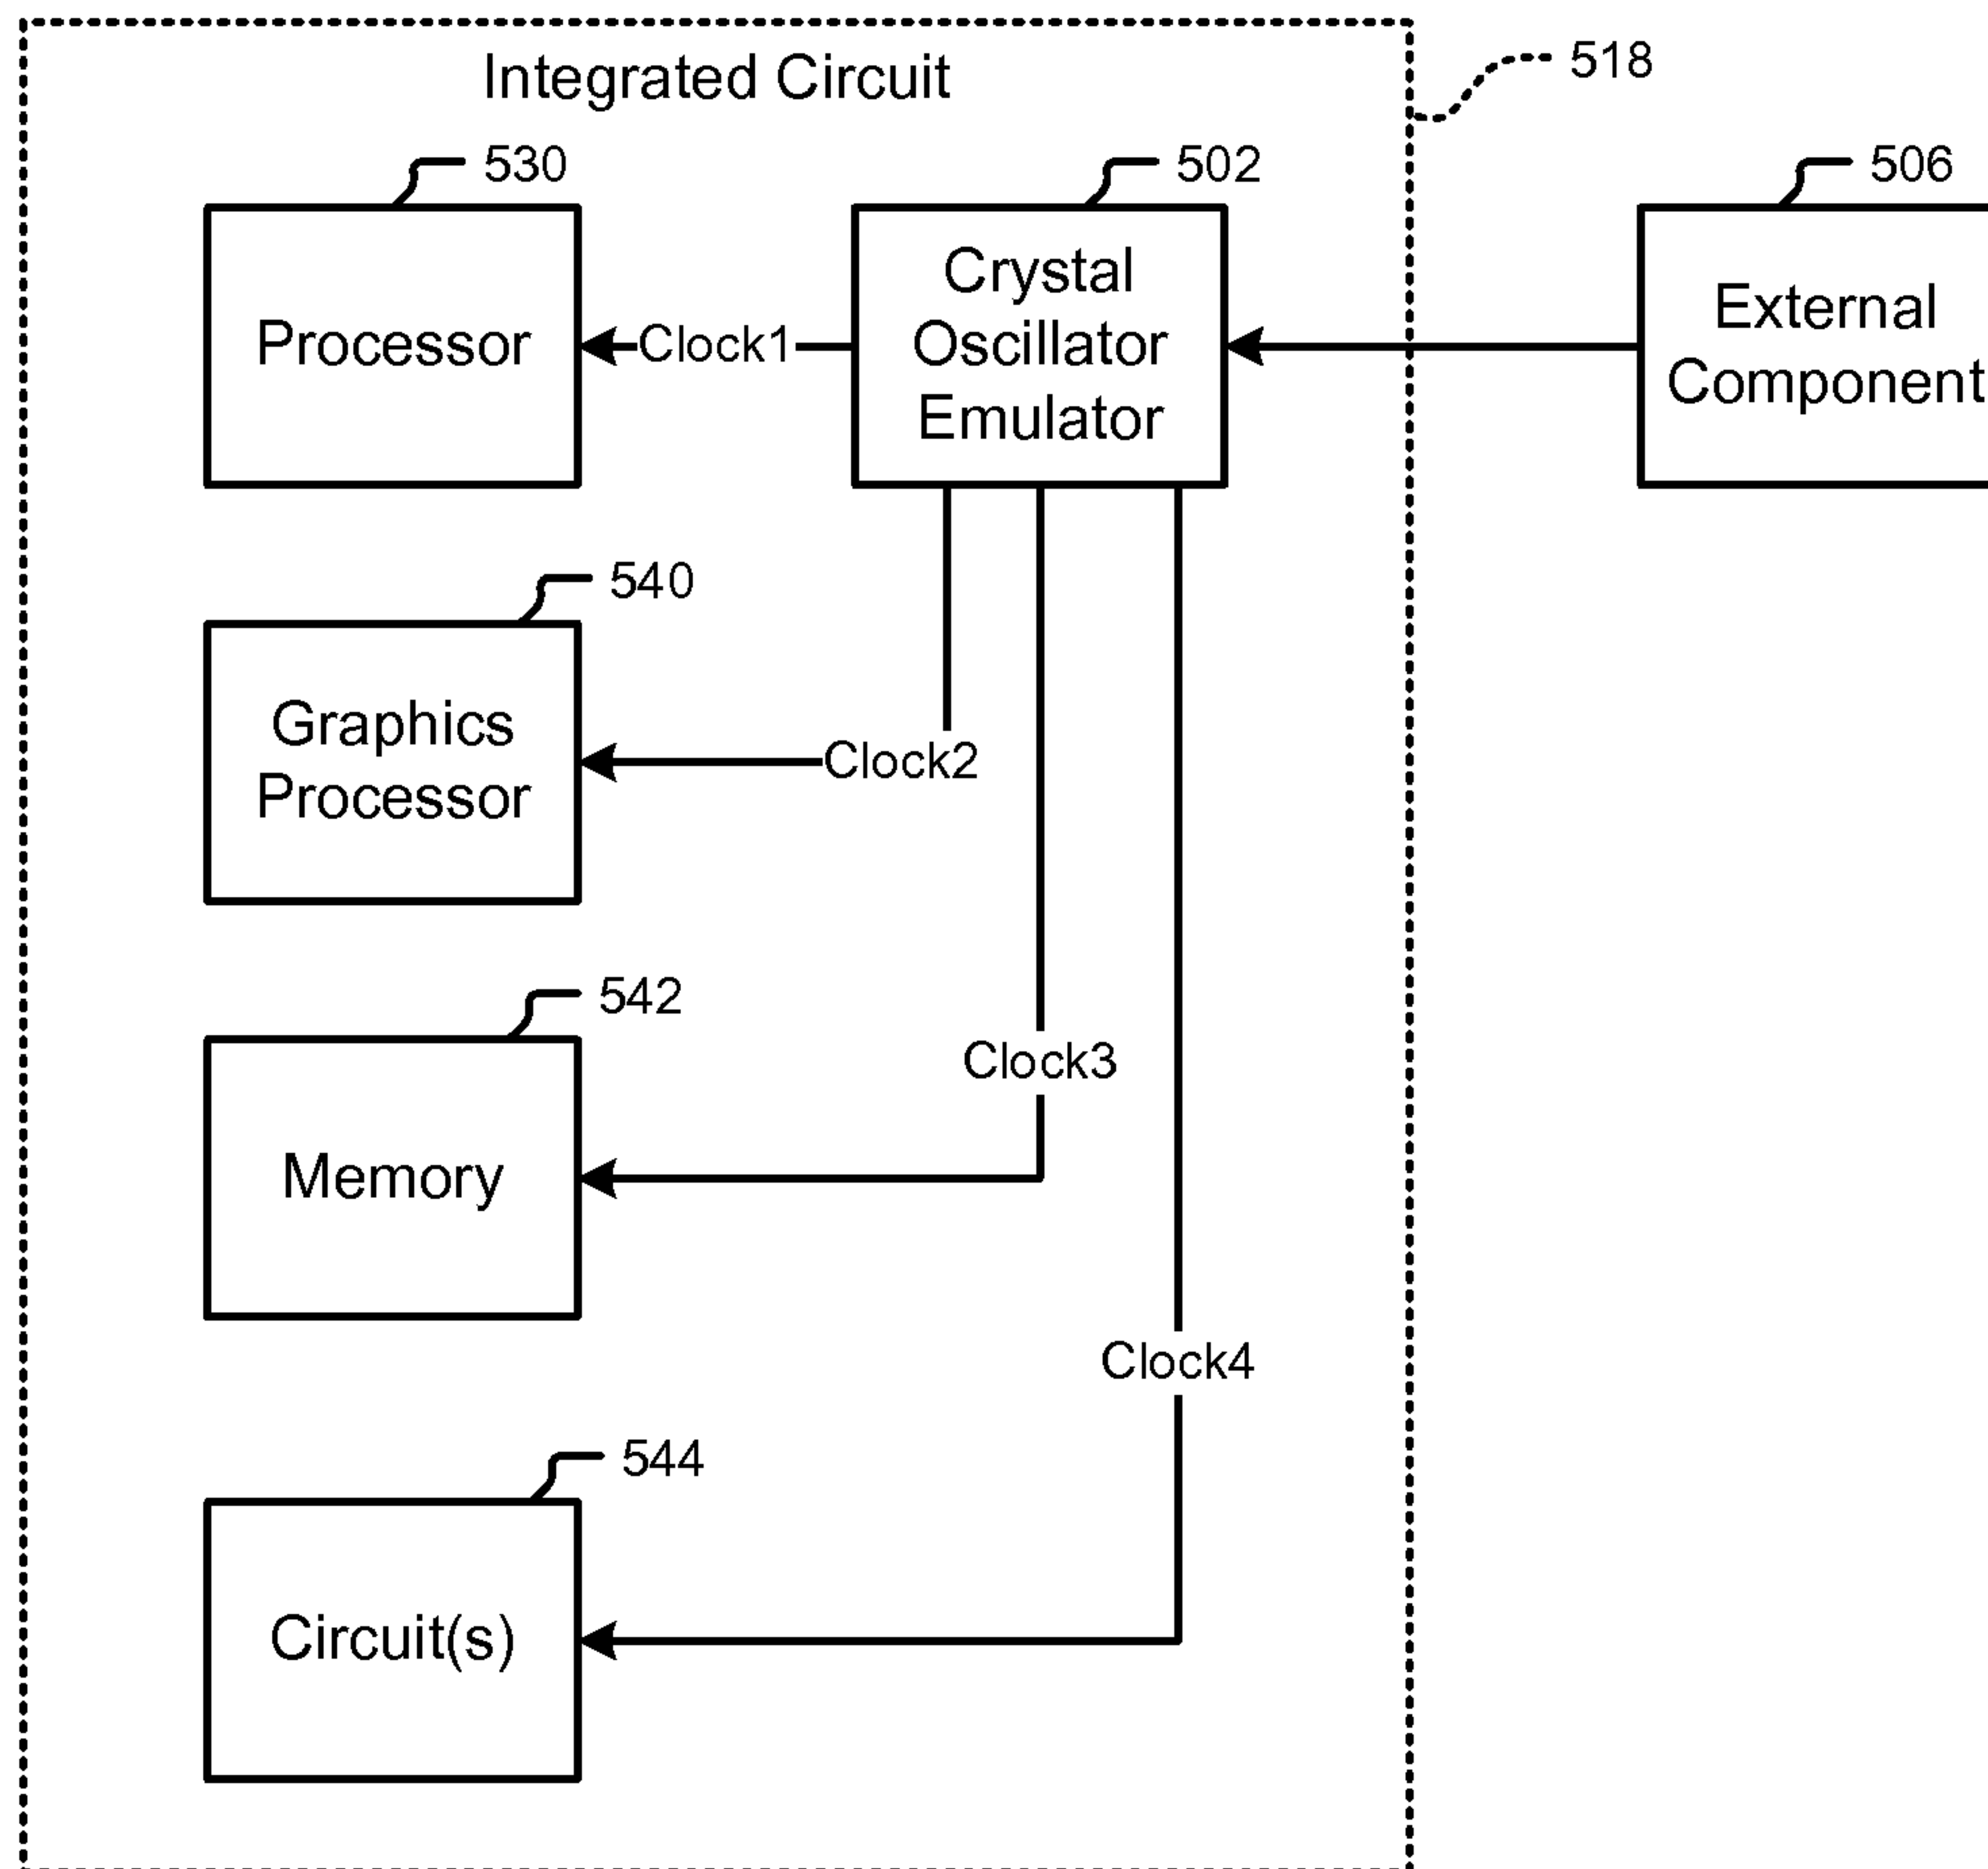 Integrated Circuit
518
530
502
506
Processor
Clock1
Crystal
Oscillator
Emulator
External
Component
540
Graphics
Processor
Clock2
542
Clock3
Memory
Clock4
544
Circuit(s)